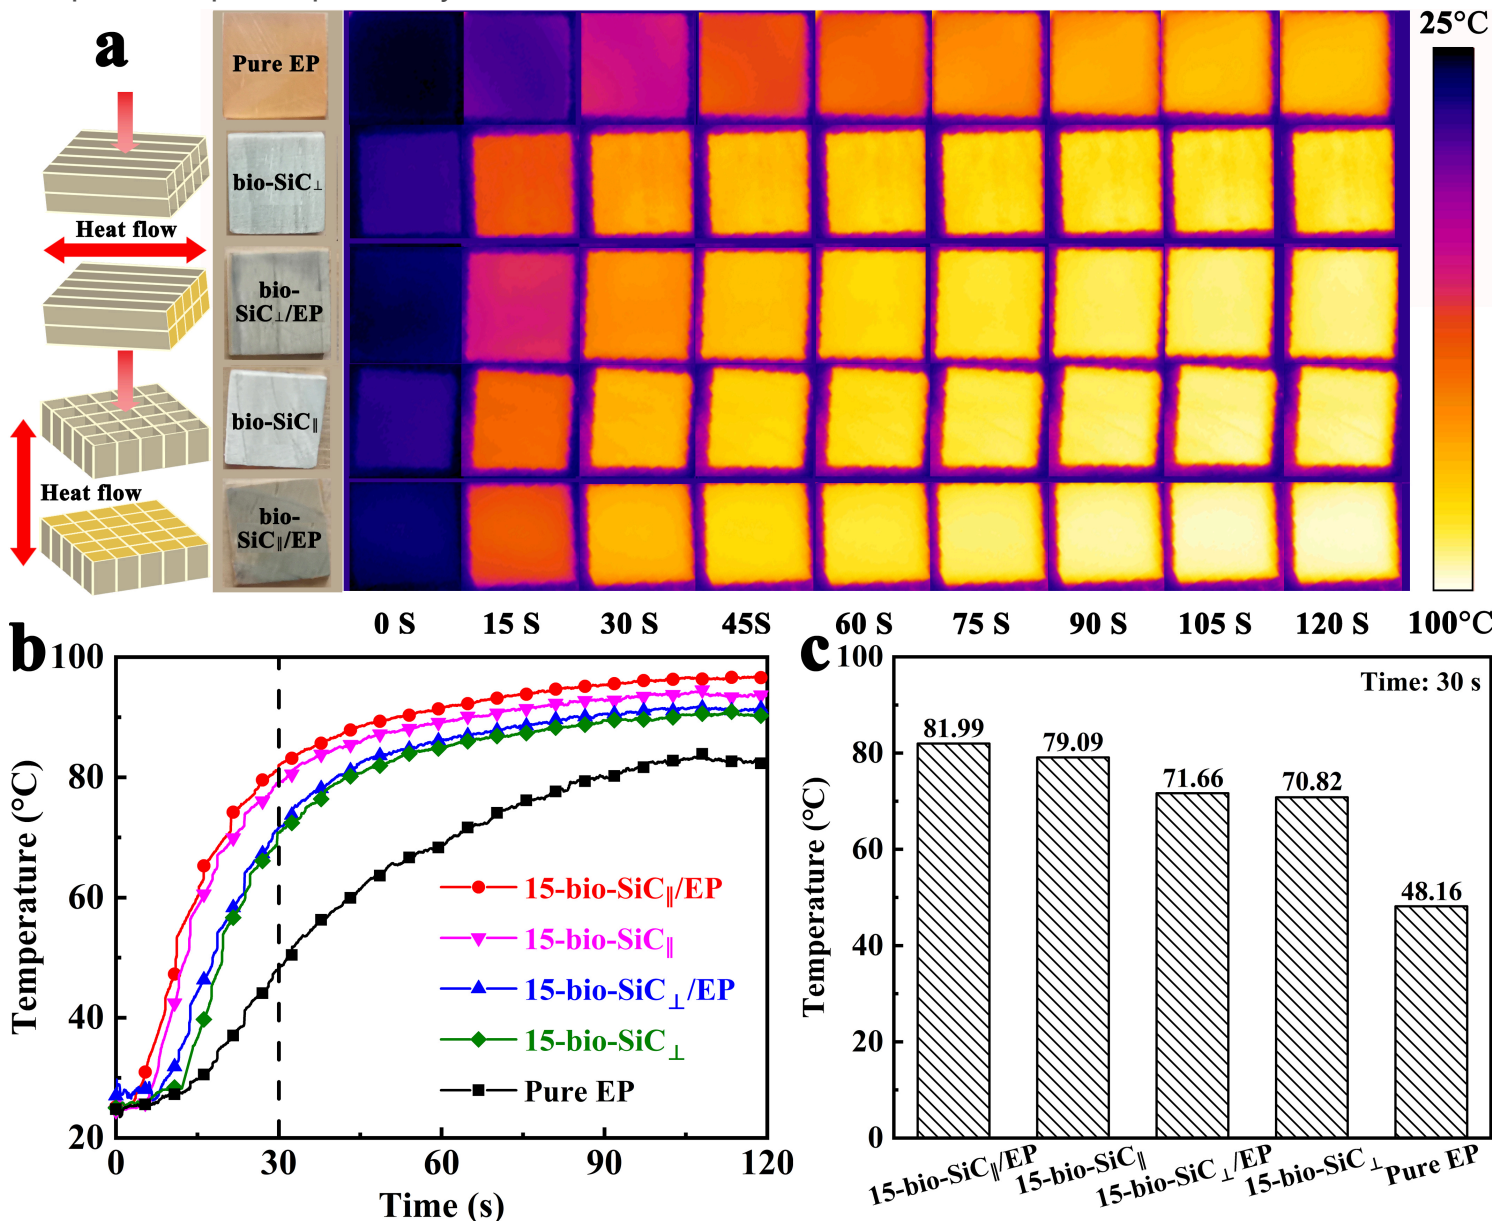 a
25°C
Pure EP
bio-SiC⊥
Heat flow
bio-
SiC⊥/EP
bio-SiC∥
Heat flow
bio-
SiC∥/EP
0 S 15 S 30 S 45S 60 S 75 S 90 S 105 S 120 S 100°C
b
100
80
60
40
20
Temperature (°C)
15-bio-SiC∥/EP
15-bio-SiC∥
15-bio-SiC⊥/EP
15-bio-SiC⊥
Pure EP
0 30 60 90 120
Time (s)
c
100
80
60
40
20
0
Temperature (°C)
Time: 30 s
81.99
79.09
71.66
70.82
48.16
15-bio-SiC∥/EP
15-bio-SiC∥
15-bio-SiC⊥/EP
15-bio-SiC⊥
Pure EP